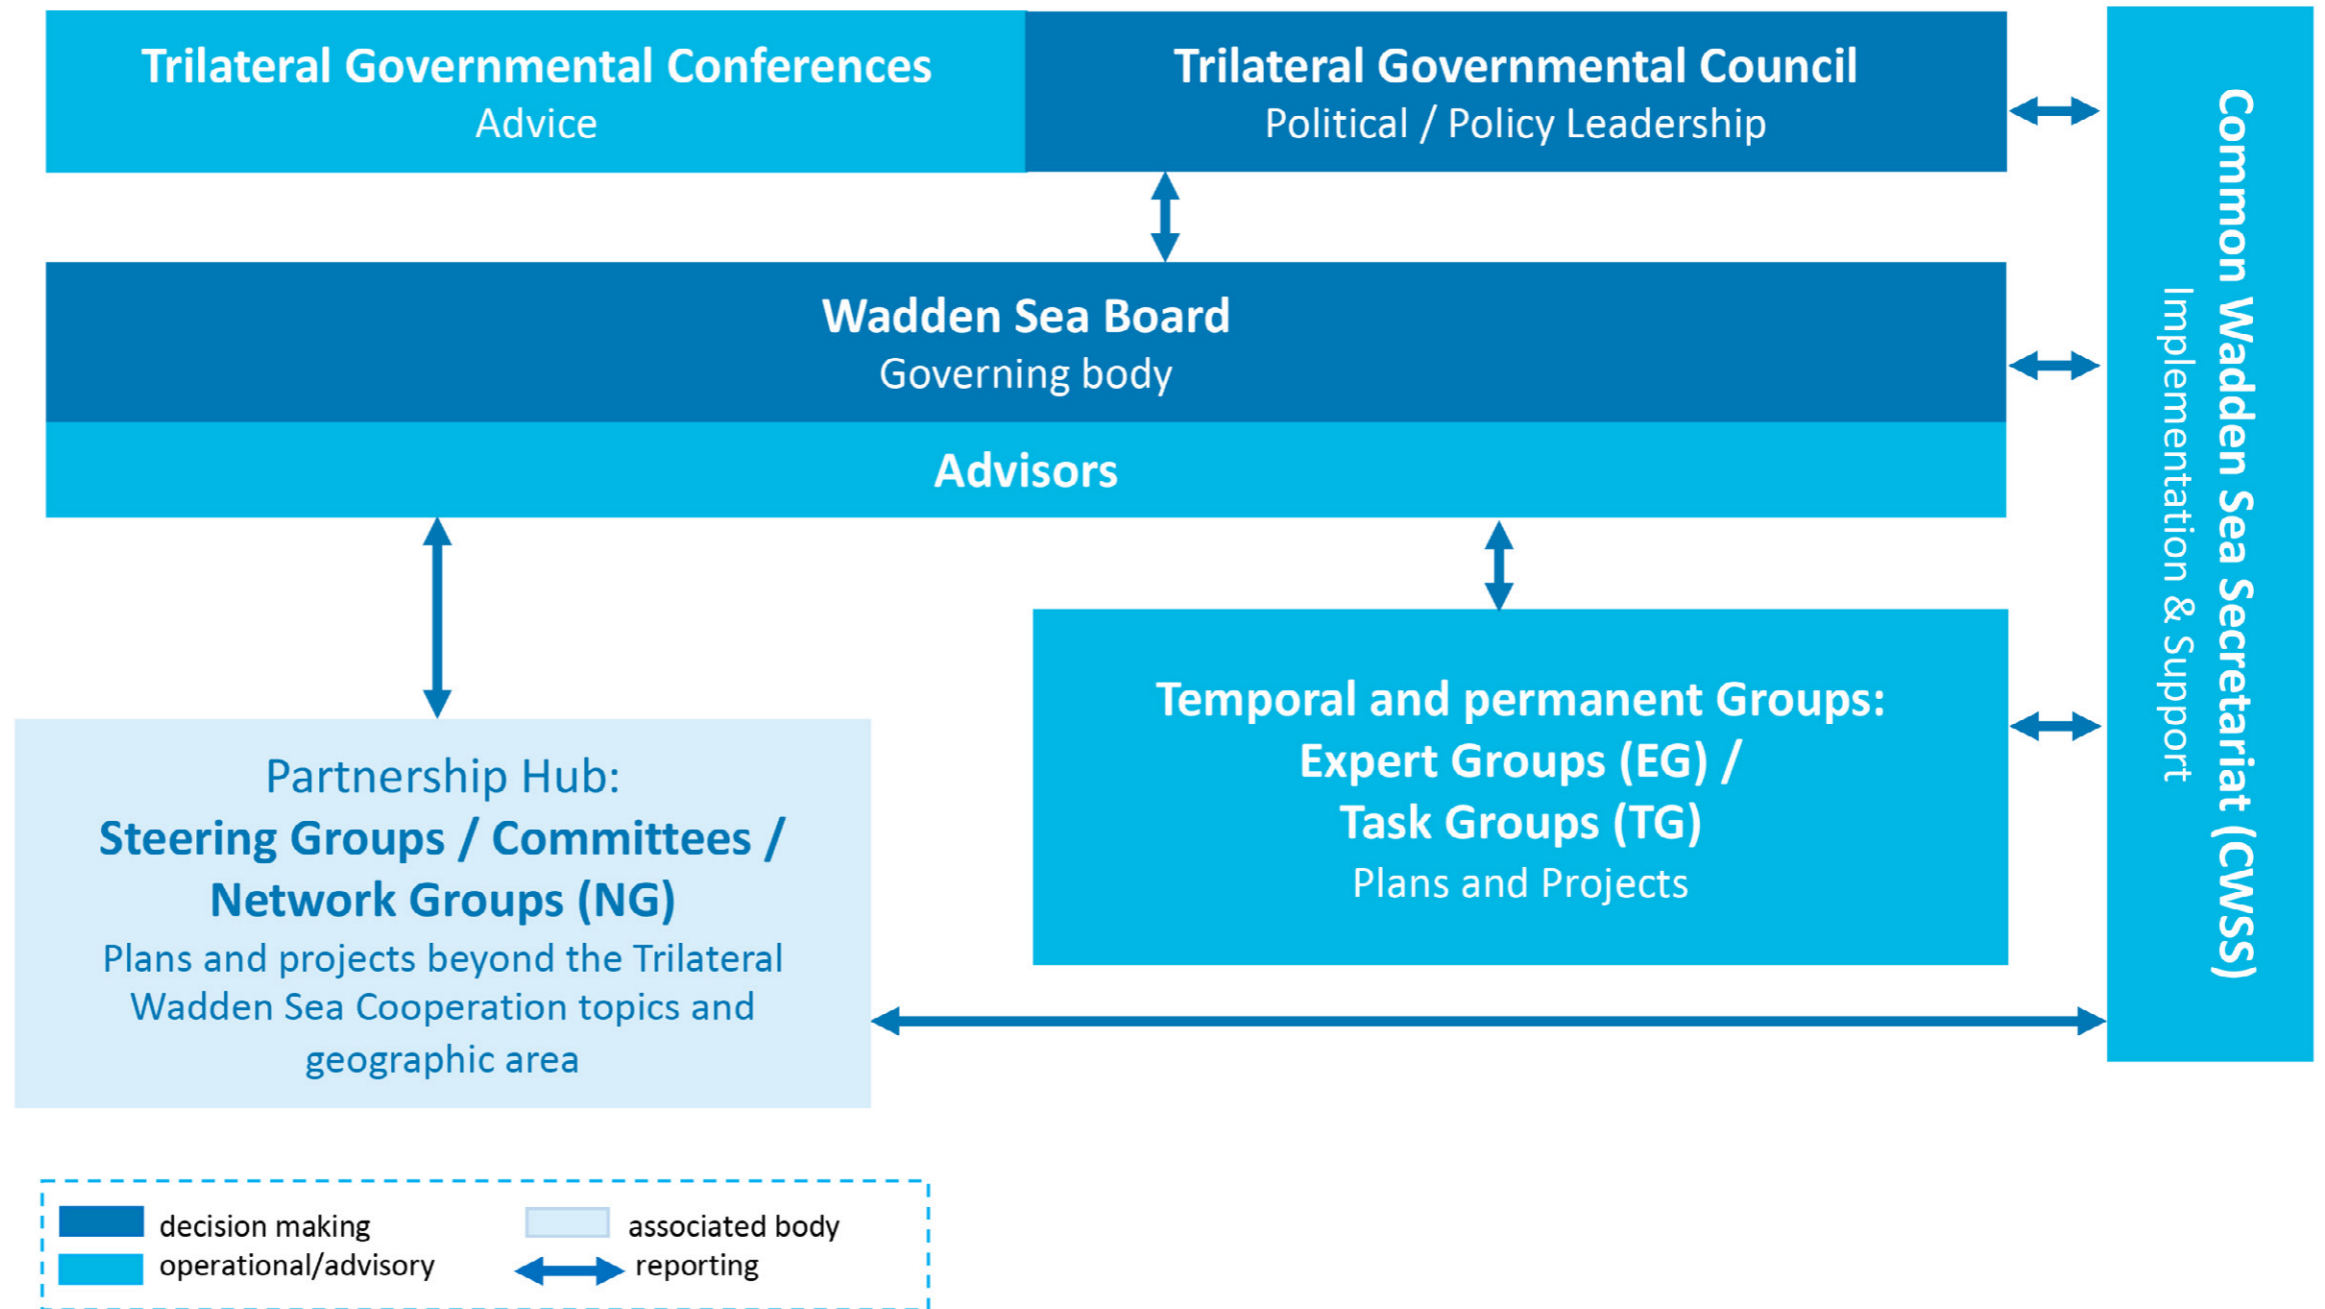 Trilateral Governmental Conferences
Advice
Trilateral Governmental Council
Political / Policy Leadership
Wadden Sea Board
Governing body
Advisors
Partnership Hub:
Steering Groups / Committees /
Network Groups (NG)
Plans and projects beyond the Trilateral
Wadden Sea Cooperation topics and
geographic area
Temporal and permanent Groups:
Expert Groups (EG) /
Task Groups (TG)
Plans and Projects
Common Wadden Sea Secretariat (CWSS)
Implementation & Support
decision making
operational/advisory
associated body
reporting